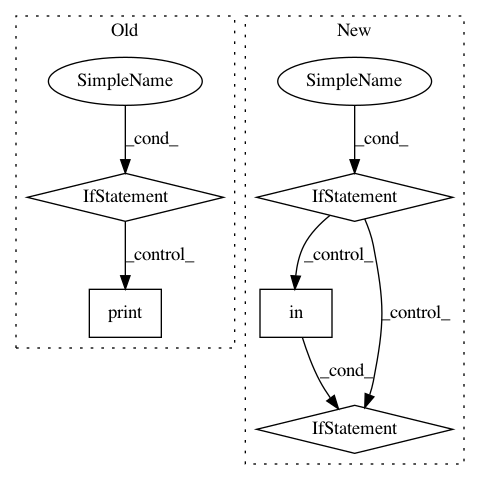 Old
New
SimpleName
SimpleName
_cond_
_cond_
IfStatement
IfStatement
_control_
_control_
_control_
print
in
_cond_
IfStatement